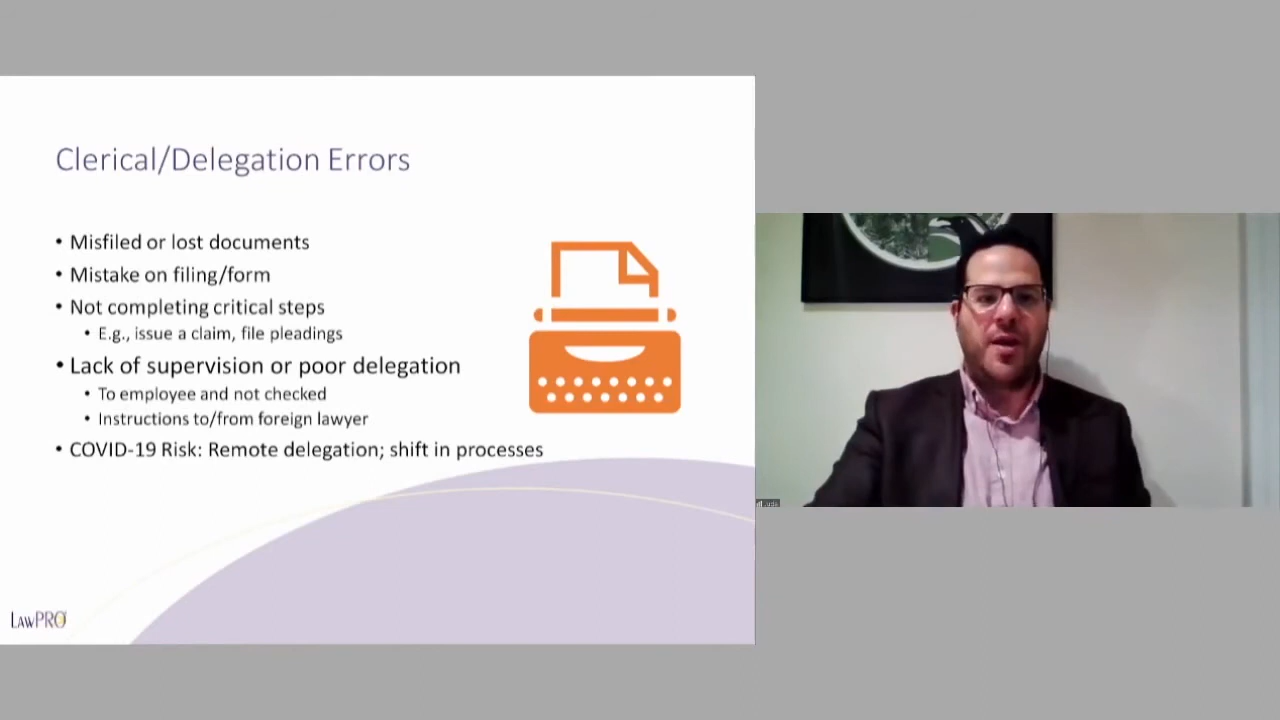 Clerical/Delegation Errors
• Misfiled or lost documents
• Mistake on filing/form
• Not completing critical steps
• E.g., issue a claim, file pleadings
• Lack of supervision or poor delegation
• To employee and not checked
• Instructions to/from foreign lawyer
• COVID-19 Risk: Remote delegation; shift in processes
LAWPRO